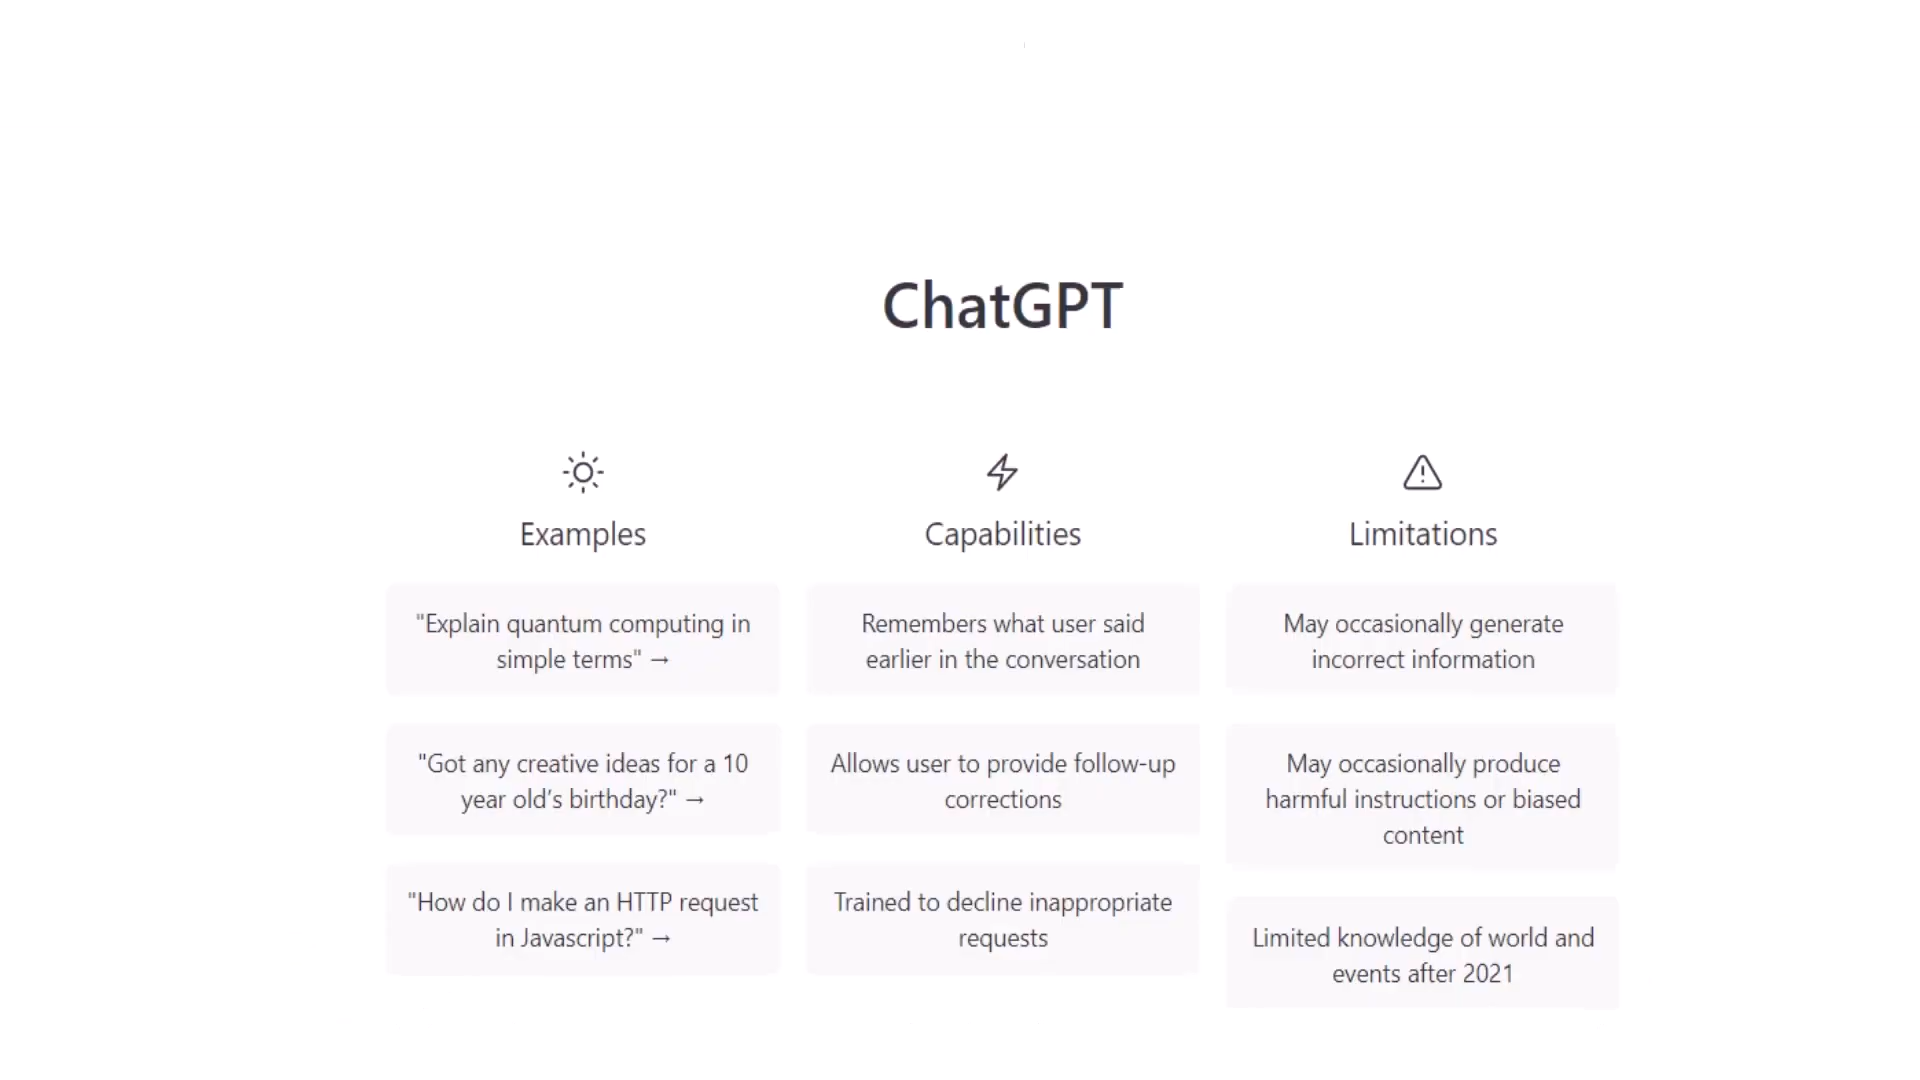 ChatGPT
Examples
"Explain quantum computing in
simple terms" →
"Got any creative ideas for a 10
year old's birthday?" →
"How do I make an HTTP request
in Javascript?" →
Capabilities
Remembers what user said
earlier in the conversation
Allows user to provide follow-up
corrections
Trained to decline inappropriate
requests
Limitations
May occasionally generate
incorrect information
May occasionally produce
harmful instructions or biased
content
Limited knowledge of world and
events after 2021